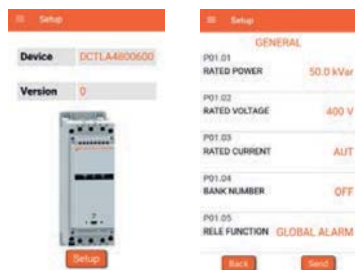 Setup
Device DCTLA4800600
Version 0
Setup
Setup
GENERAL
P01.01
RATED POWER 50.0 kVar
P01.02
RATED VOLTAGE 400 V
P01.03
RATED CURRENT AUT
P01.04
BANK NUMBER OFF
P01.05
RELE FUNCTION GLOBAL ALARM
Back Send